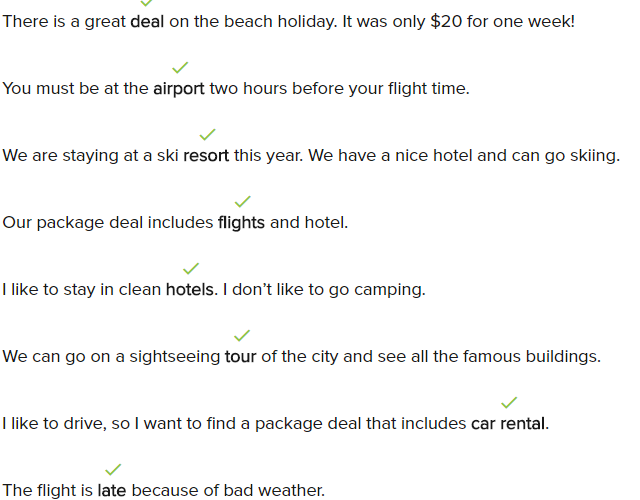 There is a great deal on the beach holiday. It was only $20 for one week!
You must be at the airport two hours before your flight time.
We are staying at a ski resort this year. We have a nice hotel and can go skiing.
Our package deal includes flights and hotel.
I like to stay in clean hotels. I don’t like to go camping.
We can go on a sightseeing tour of the city and see all the famous buildings.
I like to drive, so I want to find a package deal that includes car rental.
The flight is late because of bad weather.